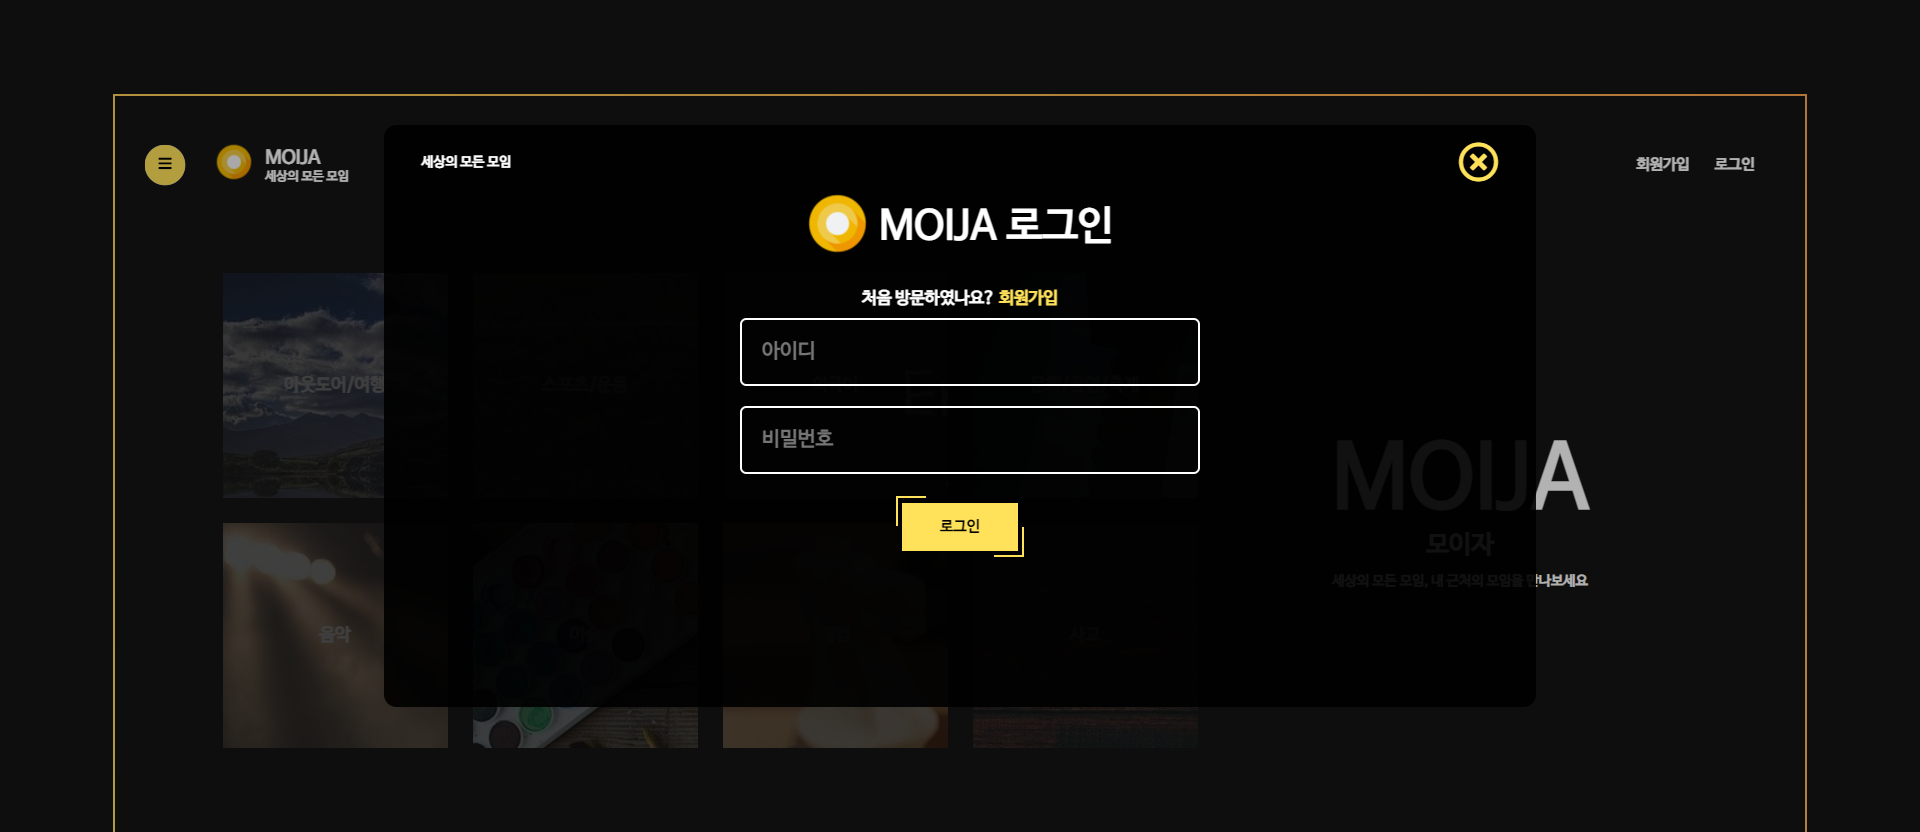 MOIJA
세상의 모든 모임
회원가입
로그인
세상의 모든 모임
MOIJA 로그인
처음 방문하였나요? 회원가입
아이디
비밀번호
로그인
아웃도어/여행
스포츠/운동
음악
사교
MOIJA
모이자
세상의 모든 모임, 내 근처의 모임을 만나보세요